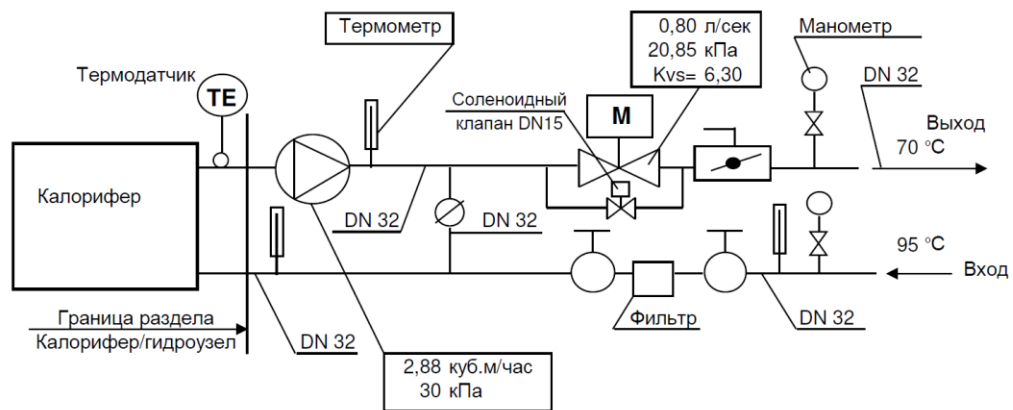 Термометр
0,80 л/сек
20,85 кПа
Kvs= 6,30
Манометр
DN 32
Термодатчик
TE
Соленоидный
клапан DN15
M
Выход
70 °C
Калорифер
DN 32
DN 32
95 °C
Вход
Граница раздела
Калорифер/гидроузел
DN 32
Фильтр
DN 32
2,88 куб.м/час
30 кПа